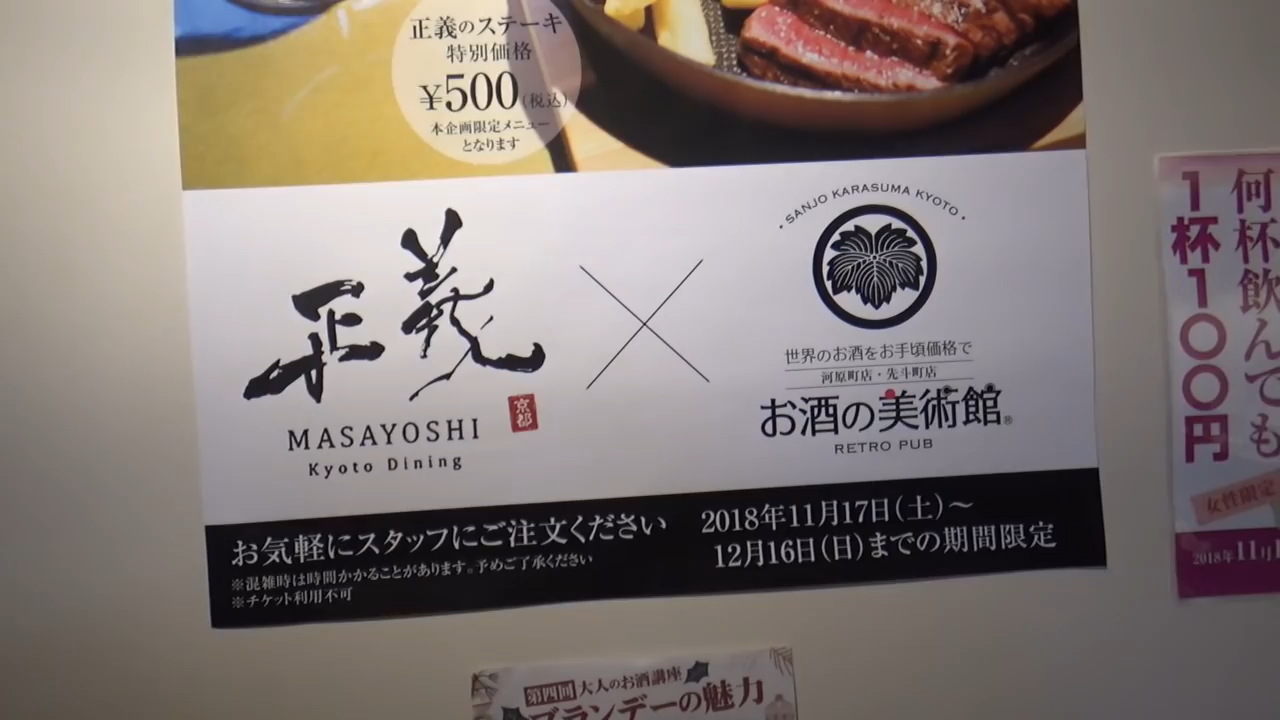 正義のステーキ
特別価格
¥500(税込)
本企画限定メニュー
となります
正義
京都
MASAYOSHI
Kyoto Dining
・SANJO KARASUMA KYOTO・
世界のお酒をお手頃価格で
河原町店・先斗町店
お酒の美術館®
RETRO PUB
お気軽にスタッフにご注文ください
※混雑時は時間かかることがあります。予めご了承ください
※チケット利用不可
2018年11月17日(土)〜
12月16日(日)までの期間限定
何杯飲んでも
1杯100円
女性限定
2018年11月
第四回 大人のお酒講座
ブランデーの魅力